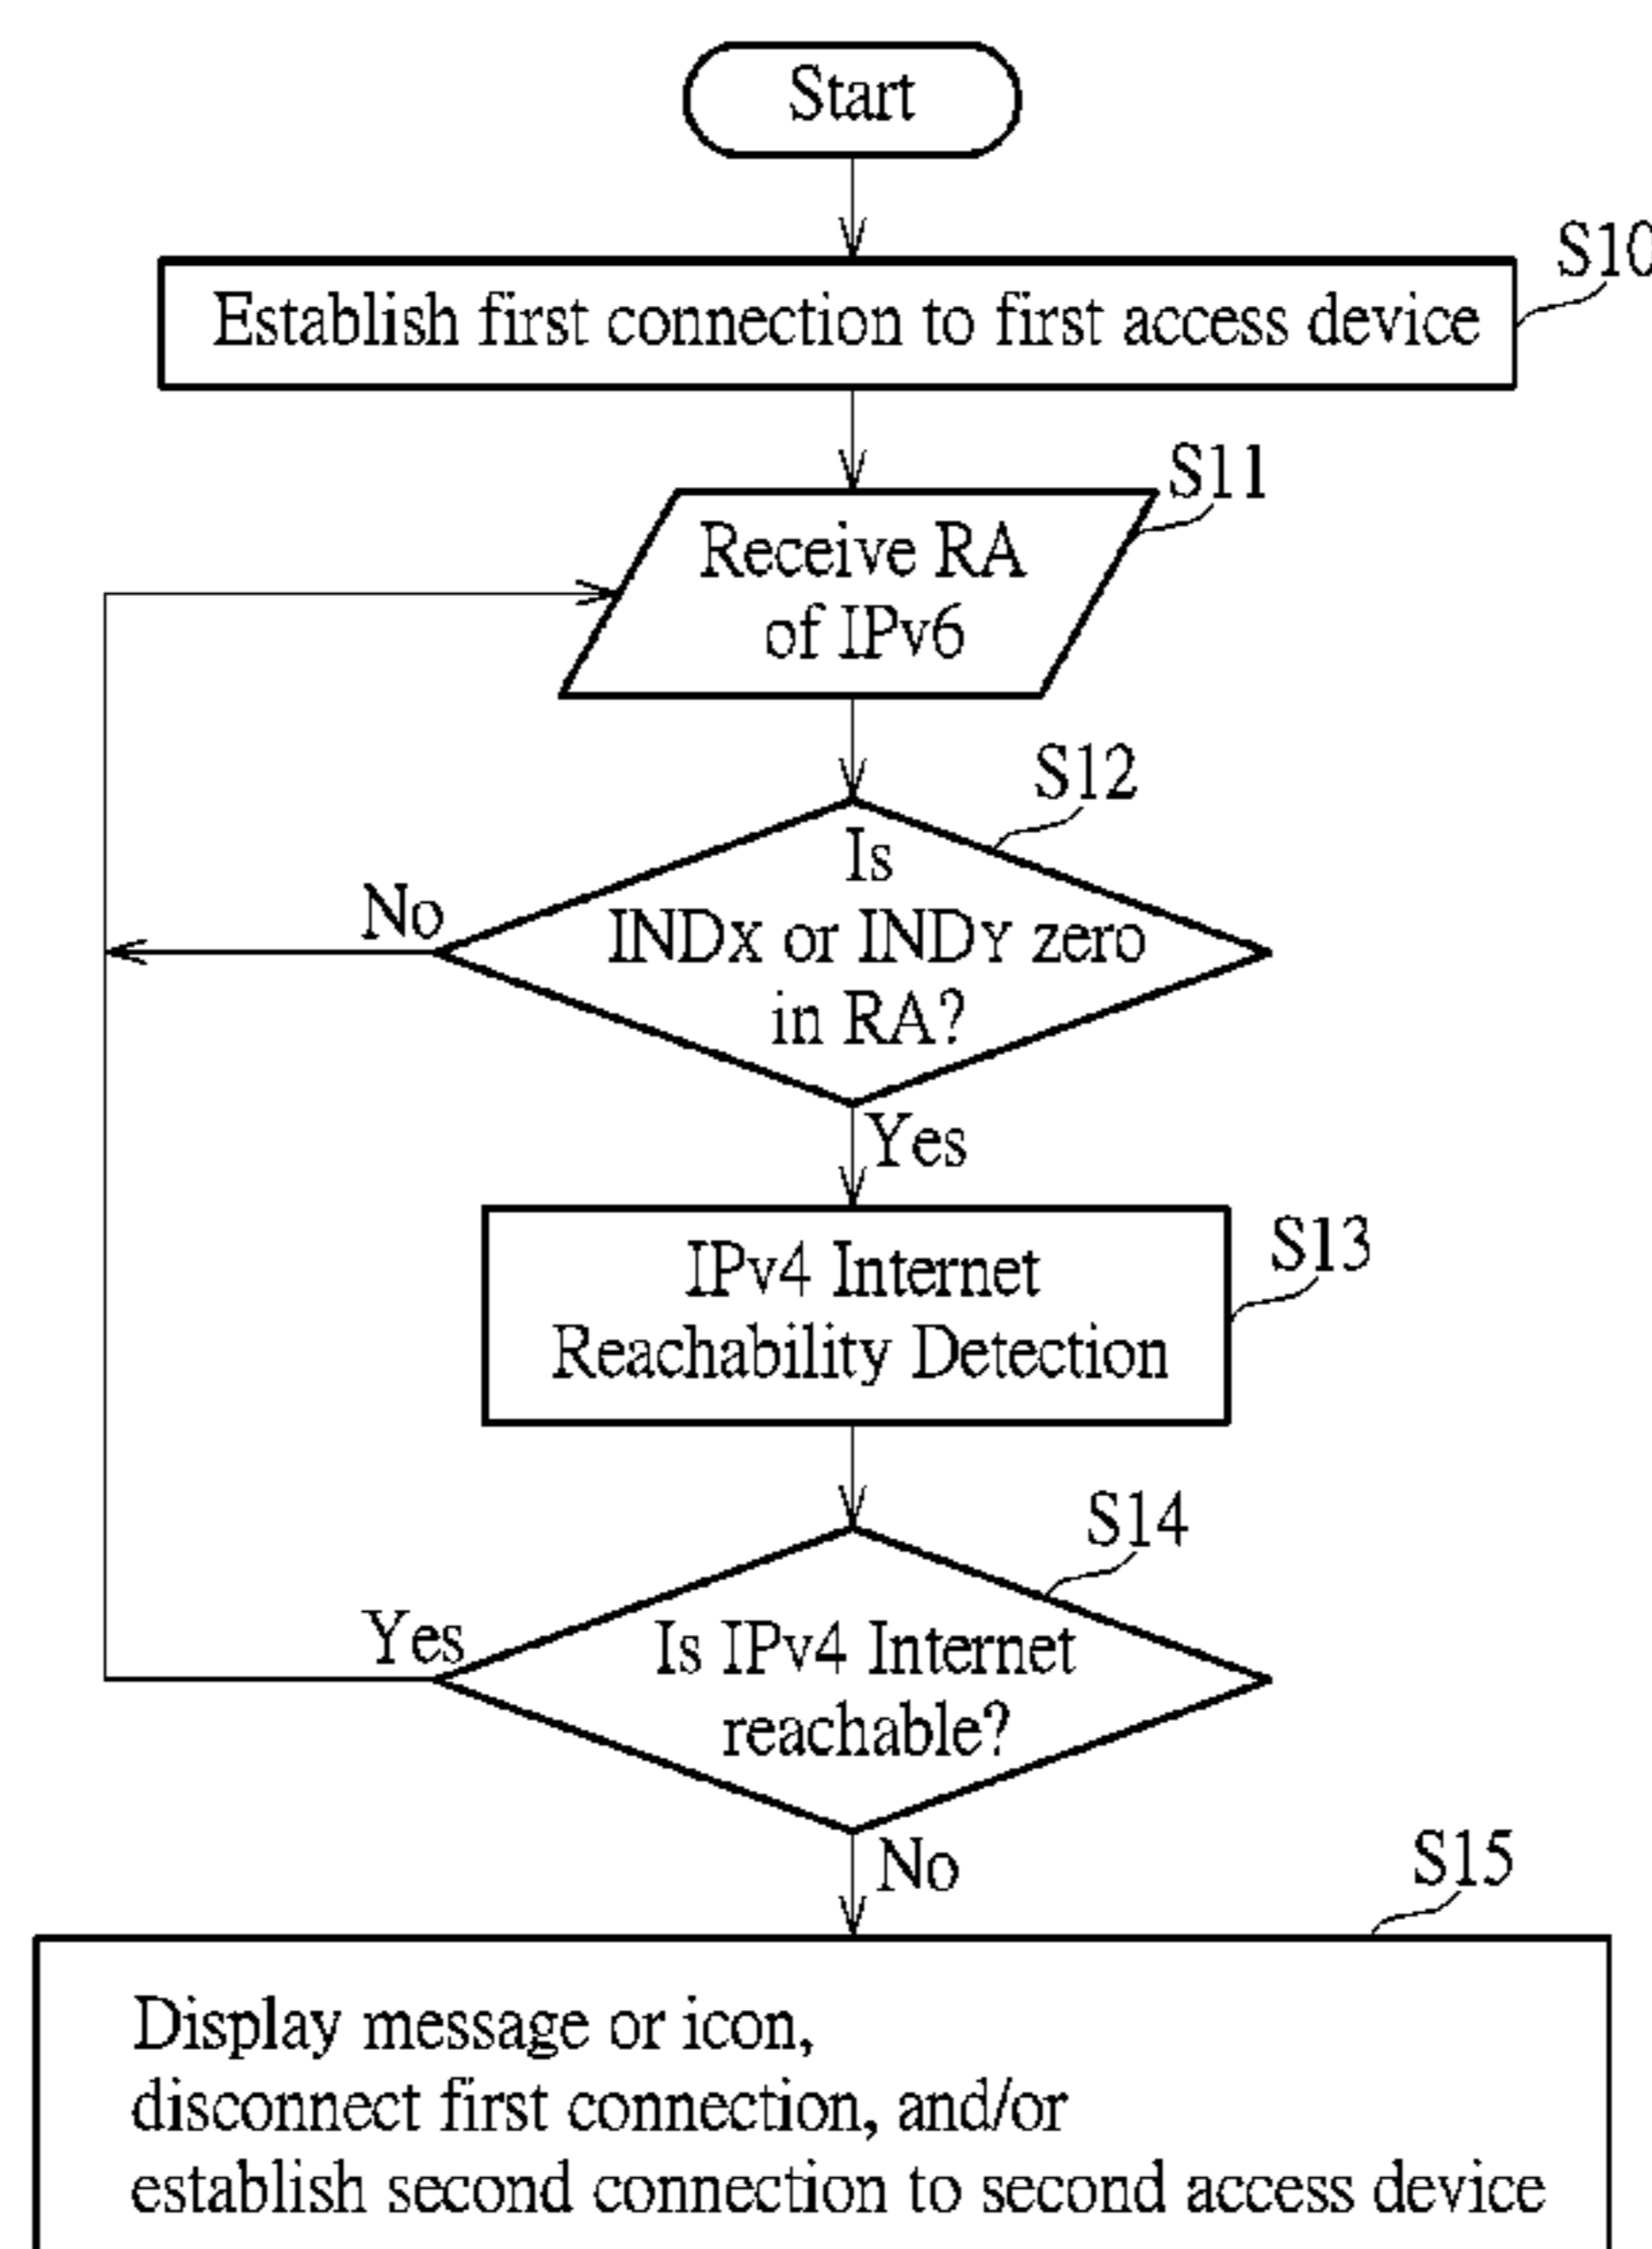 Start
S10
Establish first connection to first access device
S11
Receive RA
of IPv6
S12
Is
INDX or INDY zero
in RA?
No
Yes
S13
IPv4 Internet
Reachability Detection
S14
Is IPv4 Internet
reachable?
Yes
No
S15
Display message or icon,
disconnect first connection, and/or
establish second connection to second access device